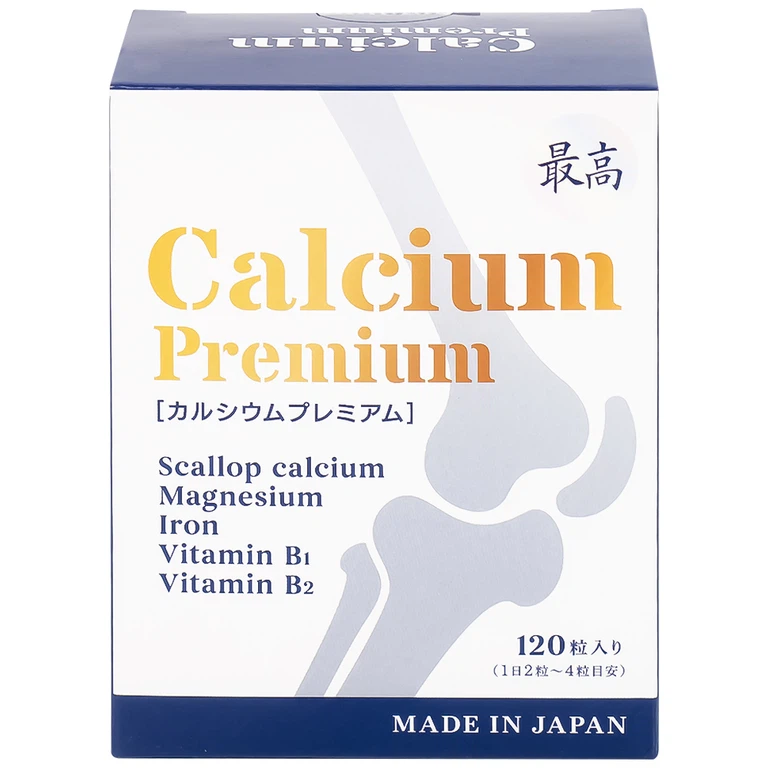 Calcium
Premium
最高
Calcium
Premium
[カルシウムプレミアム]
Scallop calcium
Magnesium
Iron
Vitamin B1
Vitamin B2
120粒入り
(1日2粒～4粒目安)
MADE IN JAPAN